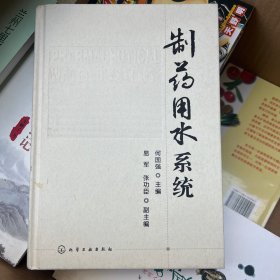 制药用水系统
何国强 主编
易军 张功臣 副主编
化学工业出版社
记